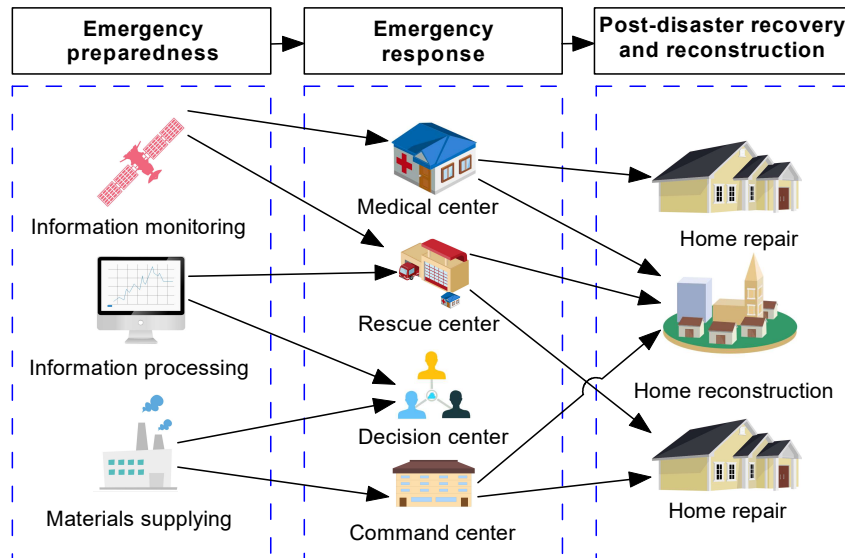 Emergency
preparedness
Emergency
response
Post-disaster recovery
and reconstruction
Information monitoring
Information processing
Materials supplying
Medical center
Rescue center
Decision center
Command center
Home repair
Home reconstruction
Home repair